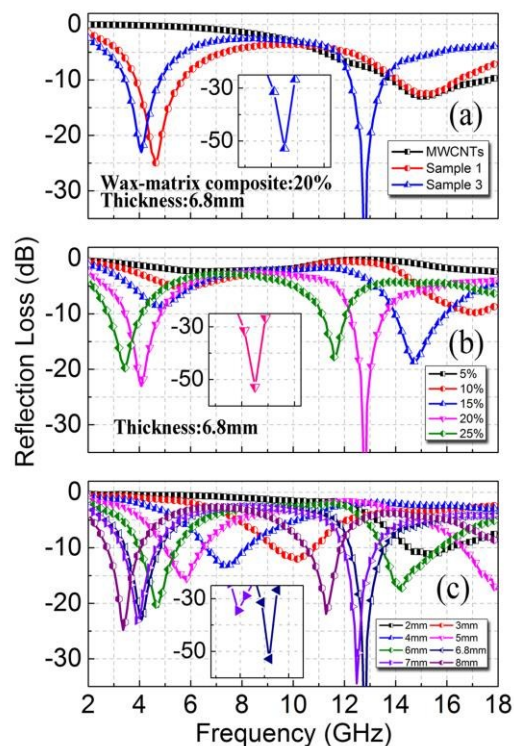 0
-10
-20
-30
-30
-50
(a)
MWCNTs
Sample 1
Sample 3
Wax-matrix composite:20%
Thickness:6.8mm
Reflection Loss (dB)
0
-10
-20
-30
-30
-50
(b)
5%
10%
15%
20%
25%
Thickness:6.8mm
0
-10
-20
-30
-30
-50
(c)
2mm 3mm
4mm 5mm
6mm 6.8mm
7mm 8mm
2 4 6 8 10 12 14 16 18
Frequency (GHz)